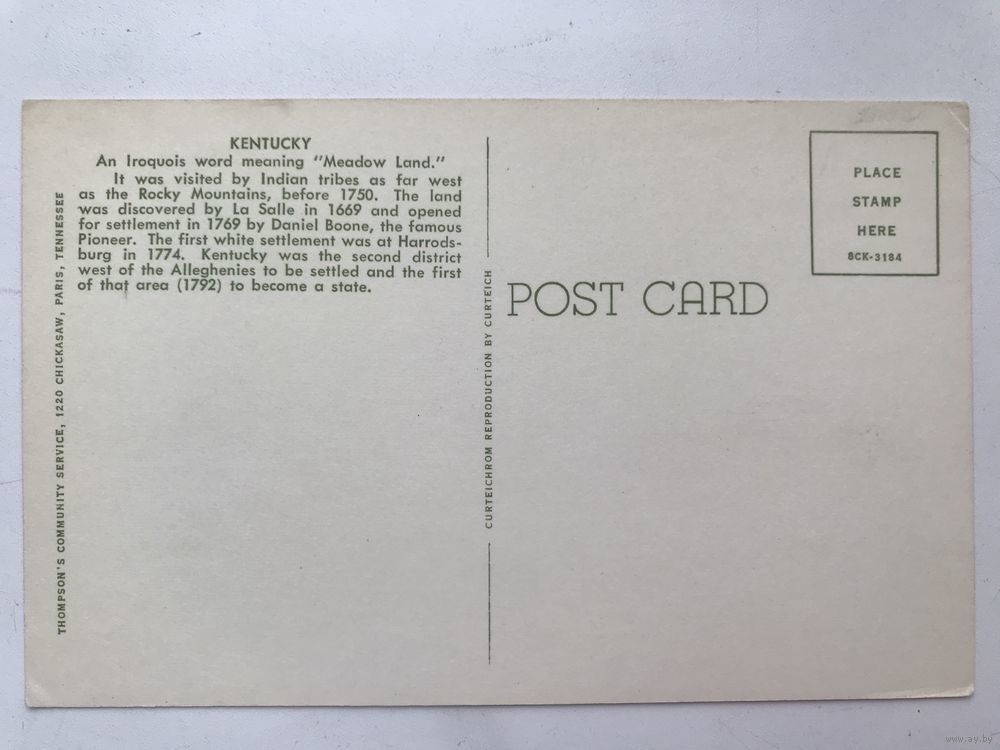 KENTUCKY
An Iroquois word meaning "Meadow Land."
It was visited by Indian tribes as far west
as the Rocky Mountains, before 1750. The land
was discovered by La Salle in 1669 and opened
for settlement in 1769 by Daniel Boone, the famous
Pioneer. The first white settlement was at Harrods-
burg in 1774. Kentucky was the second district
west of the Alleghenies to be settled and the first
of that area (1792) to become a state.
THOMPSON'S COMMUNITY SERVICE, 1220 CHICKASAW, PARIS, TENNESSEE
CURTEICHROM REPRODUCTION BY CURTEICH
POST CARD
PLACE
STAMP
HERE
8CK-3184
www.ay.by